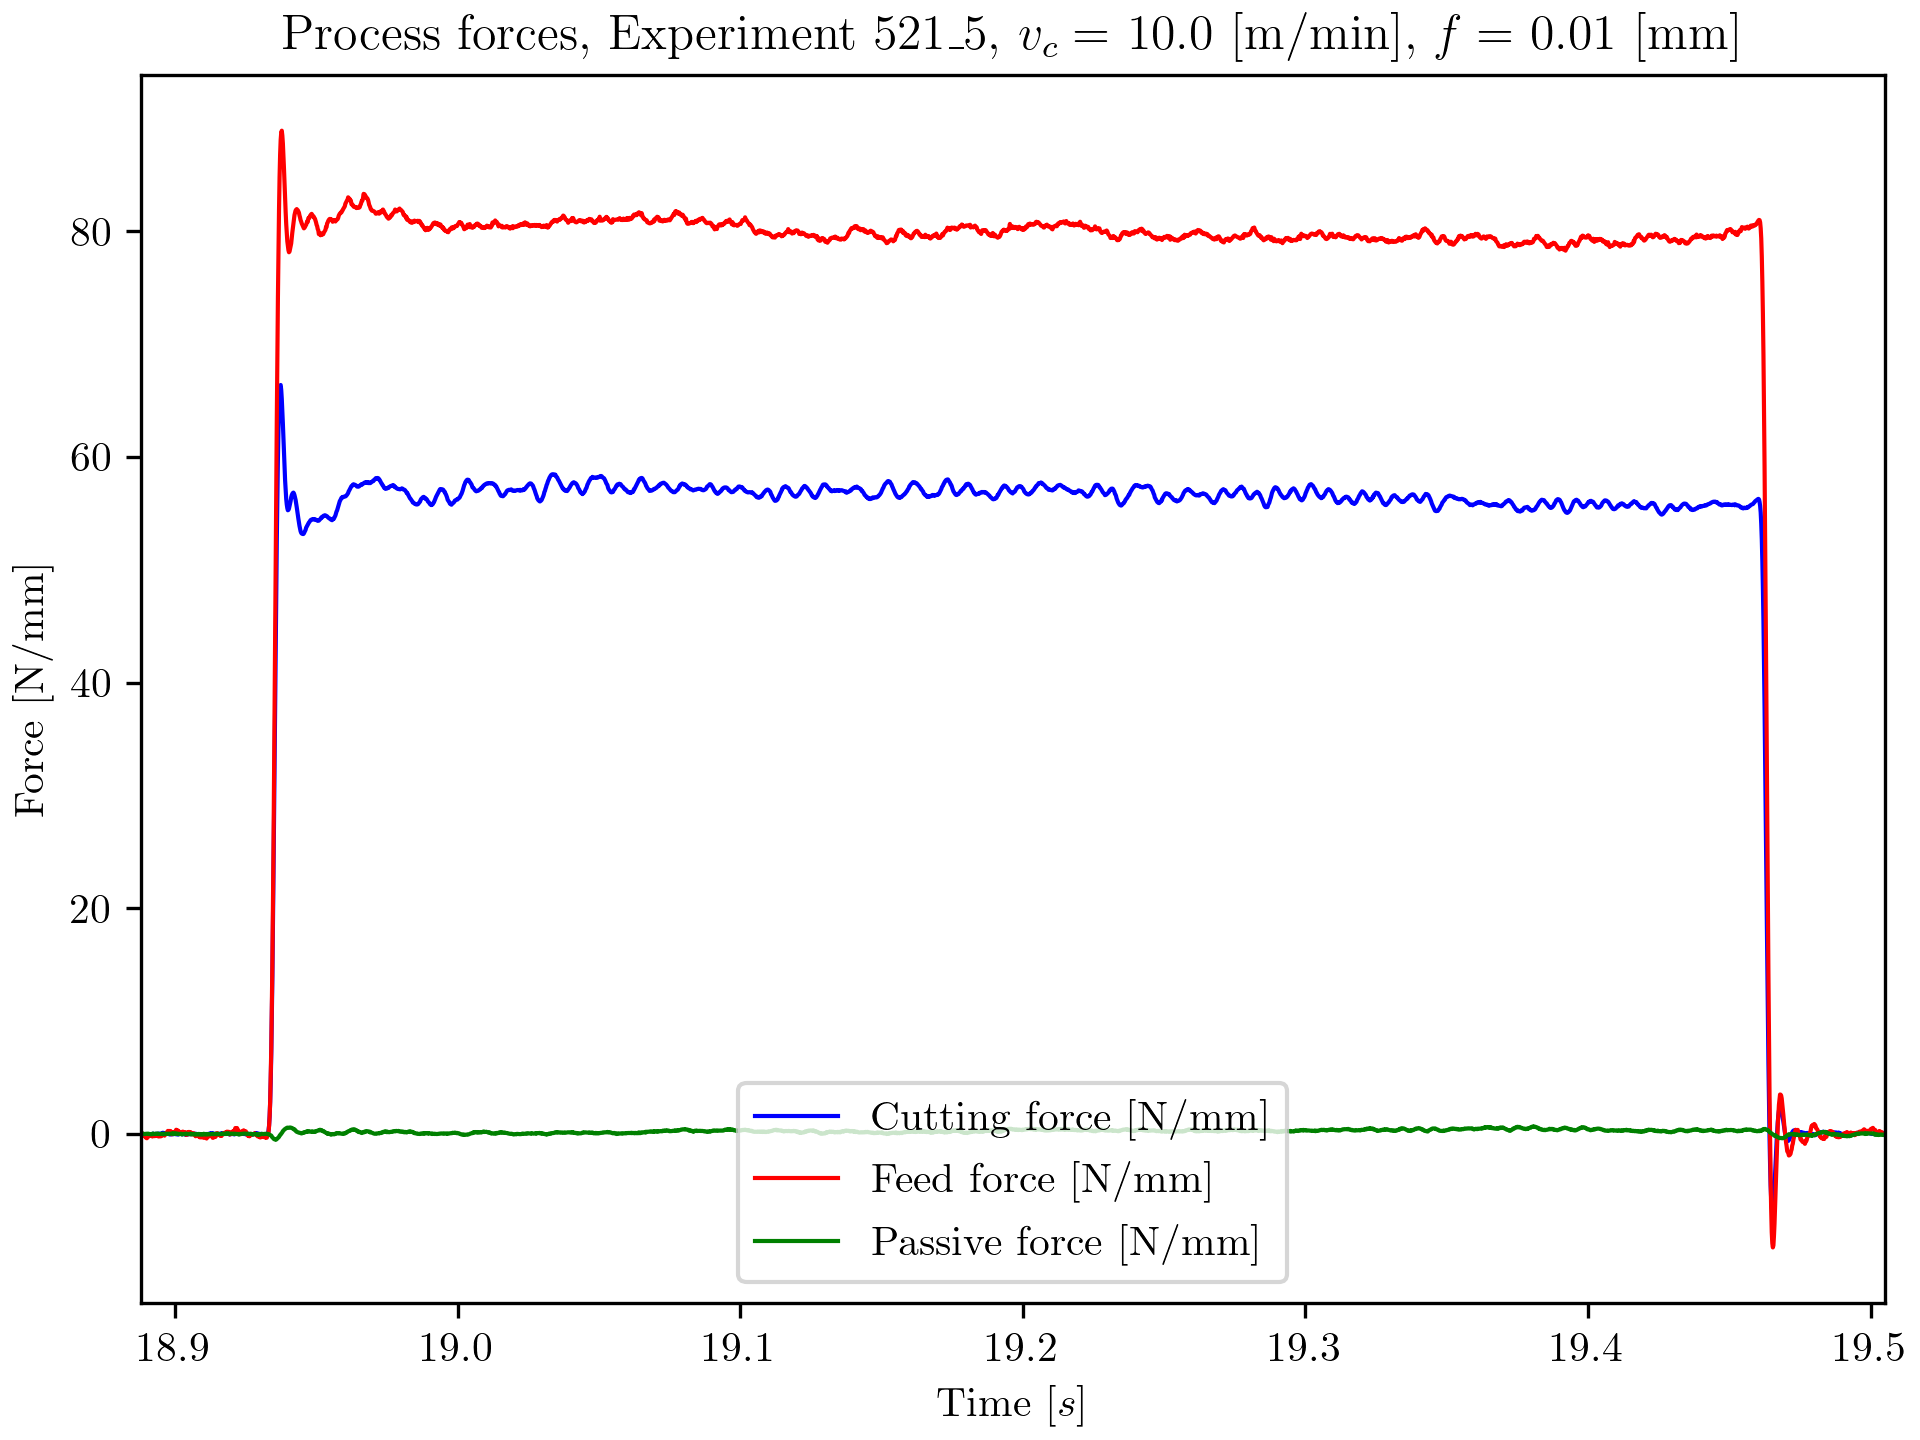 Process forces, Experiment 521_5, v_c = 10.0 [m/min], f = 0.01 [mm]
80
60
40
20
0
Force [N/mm]
Cutting force [N/mm]
Feed force [N/mm]
Passive force [N/mm]
18.9 19.0 19.1 19.2 19.3 19.4 19.5
Time [s]